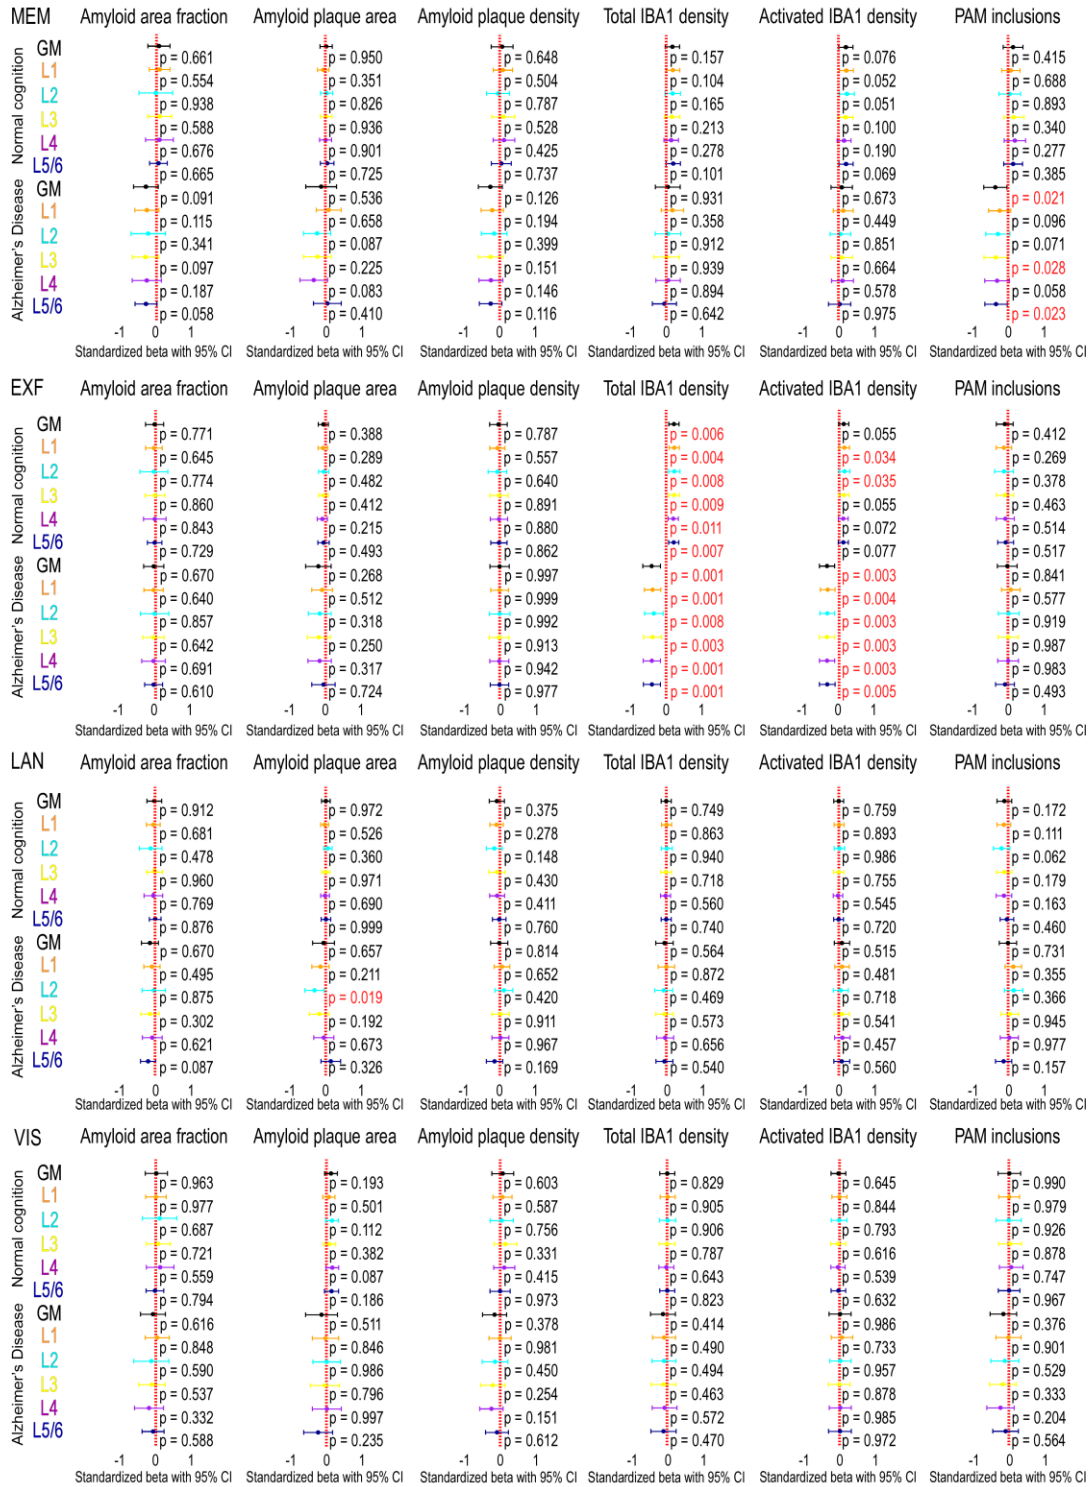 MEM Amyloid area fraction Amyloid plaque area Amyloid plaque density Total IBA1 density Activated IBA1 density PAM inclusions
Normal cognition
GM p = 0.661 p = 0.950 p = 0.648 p = 0.157 p = 0.076 p = 0.415
L1 p = 0.554 p = 0.351 p = 0.504 p = 0.104 p = 0.052 p = 0.688
L2 p = 0.938 p = 0.826 p = 0.787 p = 0.165 p = 0.051 p = 0.893
L3 p = 0.588 p = 0.936 p = 0.528 p = 0.213 p = 0.100 p = 0.340
L4 p = 0.676 p = 0.901 p = 0.425 p = 0.278 p = 0.190 p = 0.277
L5/6 p = 0.665 p = 0.725 p = 0.737 p = 0.101 p = 0.069 p = 0.385
Alzheimer's Disease
GM p = 0.091 p = 0.536 p = 0.126 p = 0.931 p = 0.673 p = 0.021
L1 p = 0.115 p = 0.658 p = 0.194 p = 0.358 p = 0.449 p = 0.096
L2 p = 0.341 p = 0.087 p = 0.399 p = 0.912 p = 0.851 p = 0.071
L3 p = 0.097 p = 0.225 p = 0.151 p = 0.939 p = 0.664 p = 0.028
L4 p = 0.187 p = 0.083 p = 0.146 p = 0.894 p = 0.578 p = 0.058
L5/6 p = 0.058 p = 0.410 p = 0.116 p = 0.642 p = 0.975 p = 0.023
-1 0 1 -1 0 1 -1 0 1 -1 0 1 -1 0 1 -1 0 1
Standardized beta with 95% CI Standardized beta with 95% CI Standardized beta with 95% CI Standardized beta with 95% CI Standardized beta with 95% CI Standardized beta with 95% CI
EXF Amyloid area fraction Amyloid plaque area Amyloid plaque density Total IBA1 density Activated IBA1 density PAM inclusions
Normal cognition
GM p = 0.771 p = 0.388 p = 0.787 p = 0.006 p = 0.055 p = 0.412
L1 p = 0.645 p = 0.289 p = 0.557 p = 0.004 p = 0.034 p = 0.269
L2 p = 0.774 p = 0.482 p = 0.640 p = 0.008 p = 0.035 p = 0.378
L3 p = 0.860 p = 0.412 p = 0.891 p = 0.009 p = 0.055 p = 0.463
L4 p = 0.843 p = 0.215 p = 0.880 p = 0.011 p = 0.072 p = 0.514
L5/6 p = 0.729 p = 0.493 p = 0.862 p = 0.007 p = 0.077 p = 0.517
Alzheimer's Disease
GM p = 0.670 p = 0.268 p = 0.997 p = 0.001 p = 0.003 p = 0.841
L1 p = 0.640 p = 0.512 p = 0.999 p = 0.001 p = 0.004 p = 0.577
L2 p = 0.857 p = 0.318 p = 0.992 p = 0.008 p = 0.003 p = 0.919
L3 p = 0.642 p = 0.250 p = 0.913 p = 0.003 p = 0.003 p = 0.987
L4 p = 0.691 p = 0.317 p = 0.942 p = 0.001 p = 0.003 p = 0.983
L5/6 p = 0.610 p = 0.724 p = 0.977 p = 0.001 p = 0.005 p = 0.493
-1 0 1 -1 0 1 -1 0 1 -1 0 1 -1 0 1 -1 0 1
Standardized beta with 95% CI Standardized beta with 95% CI Standardized beta with 95% CI Standardized beta with 95% CI Standardized beta with 95% CI Standardized beta with 95% CI
LAN Amyloid area fraction Amyloid plaque area Amyloid plaque density Total IBA1 density Activated IBA1 density PAM inclusions
Normal cognition
GM p = 0.912 p = 0.972 p = 0.375 p = 0.749 p = 0.759 p = 0.172
L1 p = 0.681 p = 0.526 p = 0.278 p = 0.863 p = 0.893 p = 0.111
L2 p = 0.478 p = 0.360 p = 0.148 p = 0.940 p = 0.986 p = 0.062
L3 p = 0.960 p = 0.971 p = 0.430 p = 0.718 p = 0.755 p = 0.179
L4 p = 0.769 p = 0.690 p = 0.411 p = 0.560 p = 0.545 p = 0.163
L5/6 p = 0.876 p = 0.999 p = 0.760 p = 0.740 p = 0.720 p = 0.460
Alzheimer's Disease
GM p = 0.670 p = 0.657 p = 0.814 p = 0.564 p = 0.515 p = 0.731
L1 p = 0.495 p = 0.211 p = 0.652 p = 0.872 p = 0.481 p = 0.355
L2 p = 0.875 p = 0.019 p = 0.420 p = 0.469 p = 0.718 p = 0.366
L3 p = 0.302 p = 0.192 p = 0.911 p = 0.573 p = 0.541 p = 0.945
L4 p = 0.621 p = 0.673 p = 0.967 p = 0.656 p = 0.457 p = 0.977
L5/6 p = 0.087 p = 0.326 p = 0.169 p = 0.540 p = 0.560 p = 0.157
-1 0 1 -1 0 1 -1 0 1 -1 0 1 -1 0 1 -1 0 1
Standardized beta with 95% CI Standardized beta with 95% CI Standardized beta with 95% CI Standardized beta with 95% CI Standardized beta with 95% CI Standardized beta with 95% CI
VIS Amyloid area fraction Amyloid plaque area Amyloid plaque density Total IBA1 density Activated IBA1 density PAM inclusions
Normal cognition
GM p = 0.963 p = 0.193 p = 0.603 p = 0.829 p = 0.645 p = 0.990
L1 p = 0.977 p = 0.501 p = 0.587 p = 0.905 p = 0.844 p = 0.979
L2 p = 0.687 p = 0.112 p = 0.756 p = 0.906 p = 0.793 p = 0.926
L3 p = 0.721 p = 0.382 p = 0.331 p = 0.787 p = 0.616 p = 0.878
L4 p = 0.559 p = 0.087 p = 0.415 p = 0.643 p = 0.539 p = 0.747
L5/6 p = 0.794 p = 0.186 p = 0.973 p = 0.823 p = 0.632 p = 0.967
Alzheimer's Disease
GM p = 0.616 p = 0.511 p = 0.378 p = 0.414 p = 0.986 p = 0.376
L1 p = 0.848 p = 0.846 p = 0.981 p = 0.490 p = 0.733 p = 0.901
L2 p = 0.590 p = 0.986 p = 0.450 p = 0.494 p = 0.957 p = 0.529
L3 p = 0.537 p = 0.796 p = 0.254 p = 0.463 p = 0.878 p = 0.333
L4 p = 0.332 p = 0.997 p = 0.151 p = 0.572 p = 0.985 p = 0.204
L5/6 p = 0.588 p = 0.235 p = 0.612 p = 0.470 p = 0.972 p = 0.564
-1 0 1 -1 0 1 -1 0 1 -1 0 1 -1 0 1 -1 0 1
Standardized beta with 95% CI Standardized beta with 95% CI Standardized beta with 95% CI Standardized beta with 95% CI Standardized beta with 95% CI Standardized beta with 95% CI